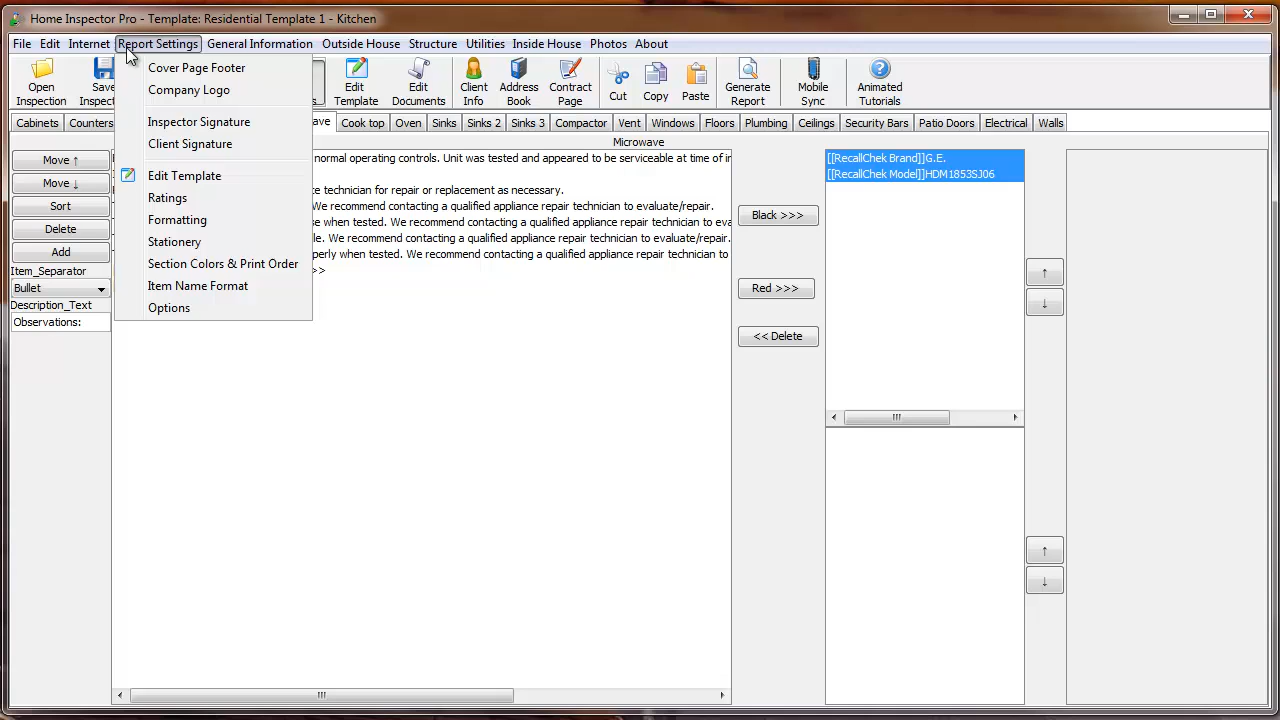 Home Inspector Pro - Template: Residential Template 1 - Kitchen
File Edit Internet Report Settings General Information Outside House Structure Utilities Inside House Photos About
Open Inspection
Save Inspect
Edit Template
Edit Documents
Client Info
Address Book
Contract Page
Cut
Copy
Paste
Generate Report
Mobile Sync
Animated Tutorials
Cover Page Footer
Company Logo
Inspector Signature
Client Signature
Edit Template
Ratings
Formatting
Stationery
Section Colors & Print Order
Item Name Format
Options
Cabinets Counters Cook top Oven Sinks Sinks 2 Sinks 3 Compactor Vent Windows Floors Plumbing Ceilings Security Bars Patio Doors Electrical Walls
Microwave
Move ↑
Move ↓
Sort
Delete
Add
Item_Separator
Bullet
Description_Text
Observations:
normal operating controls. Unit was tested and appeared to be serviceable at time of in
technician for repair or replacement as necessary.
We recommend contacting a qualified appliance repair technician to evaluate/repair.
when tested. We recommend contacting a qualified appliance repair technician to eva
We recommend contacting a qualified appliance repair technician to evaluate/repair.
perly when tested. We recommend contacting a qualified appliance repair technician to
>>
Black >>>
Red >>>
<< Delete
[[RecallChek Brand]]G.E.
[[RecallChek Model]]HDM1853SJ06
↑
↓
↑
↓